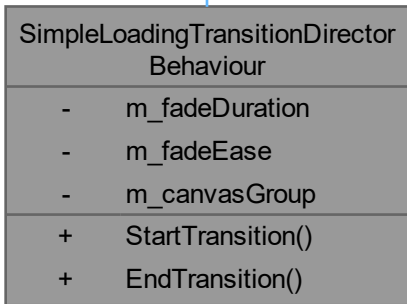 SimpleLoadingTransitionDirector
Behaviour
- m_fadeDuration
- m_fadeEase
- m_canvasGroup
+ StartTransition()
+ EndTransition()